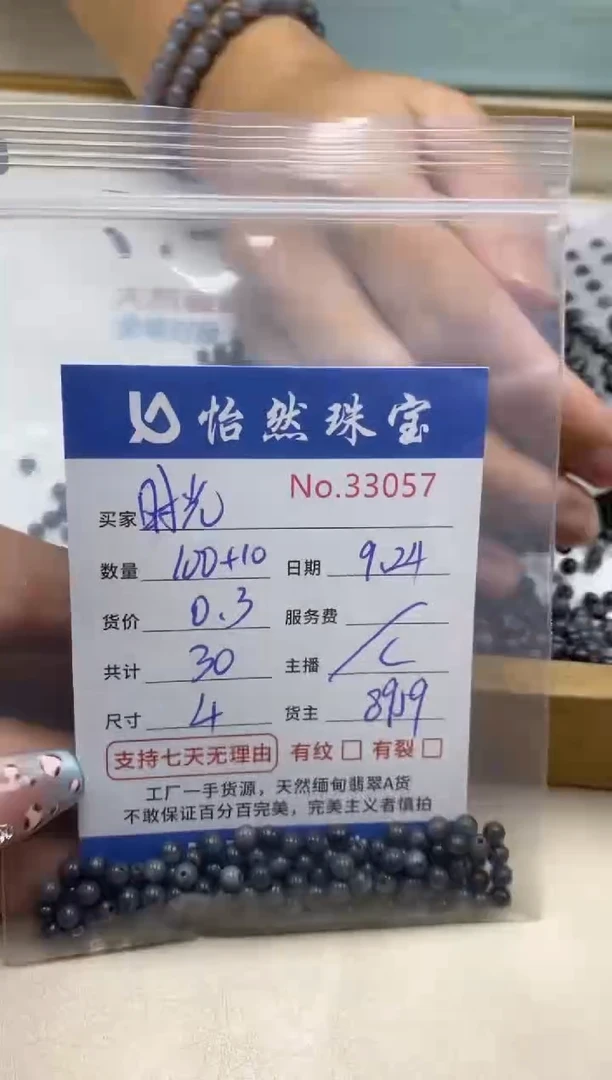 怡然珠宝
No.33057
买家 时光
数量 100+10 日期 9.24
货价 0.3 服务费 /
共计 30 主播 C
尺寸 4 货主 8959
支持七天无理由 有纹 □ 有裂 □
工厂一手货源，天然缅甸翡翠A货
不敢保证百分百完美，完美主义者慎拍